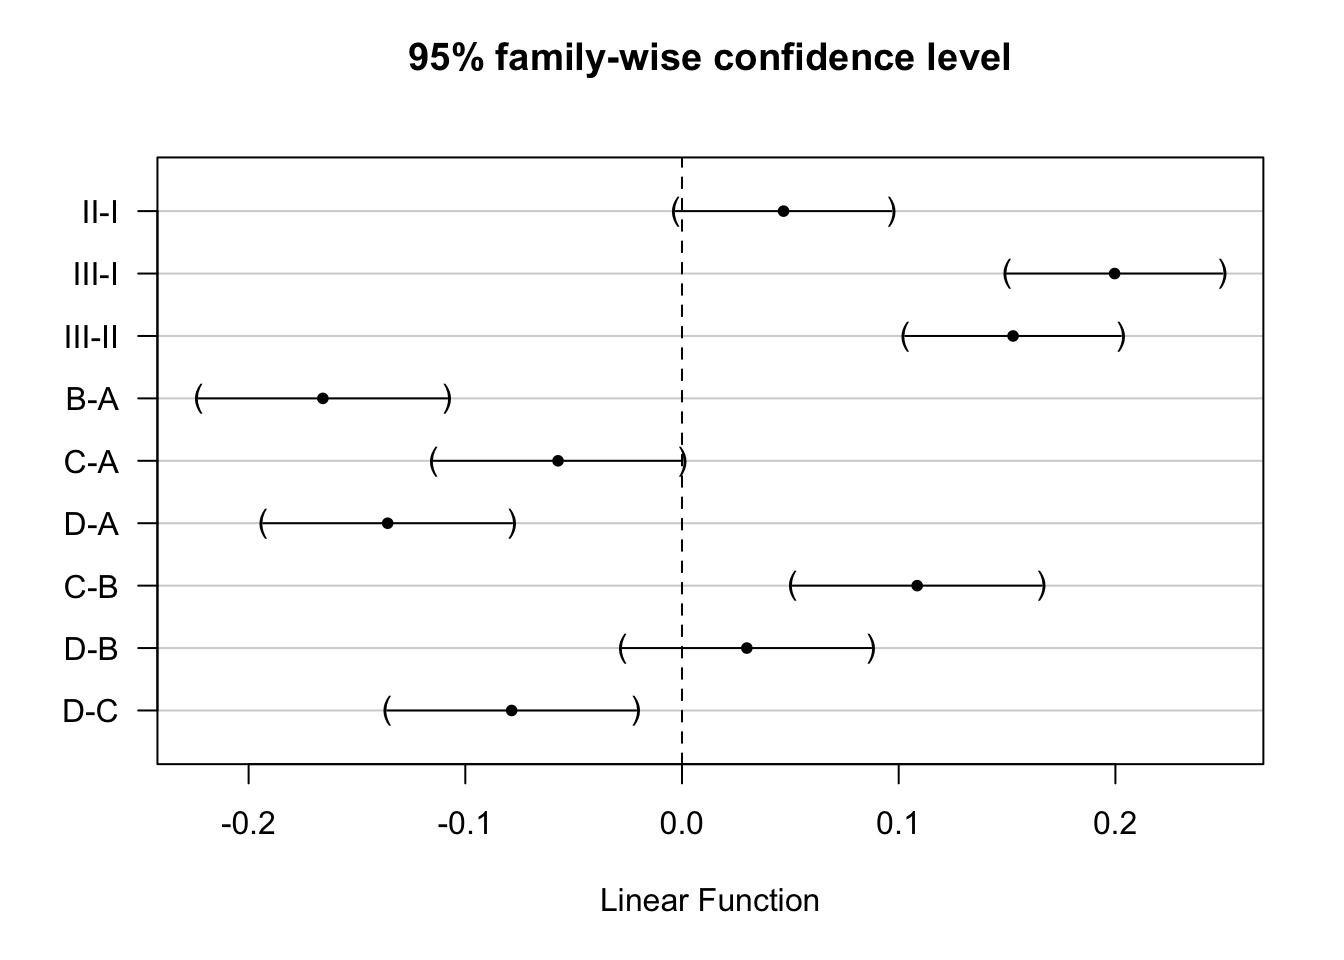 95% family-wise confidence level
II-I
III-I
III-II
B-A
C-A
D-A
C-B
D-B
D-C
-0.2 -0.1 0.0 0.1 0.2
Linear Function